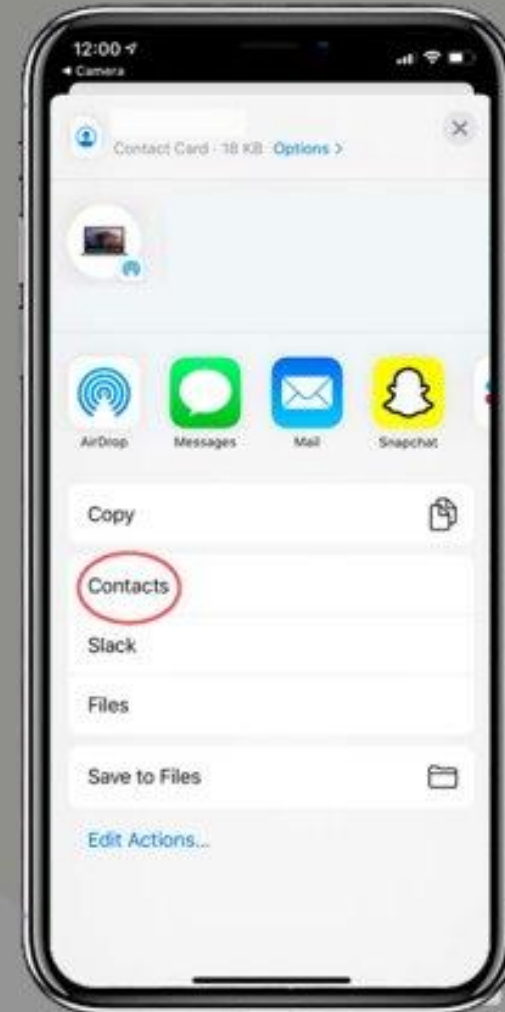 12:00
◀ Camera
Contact Card · 18 KB Options >
AirDrop
Messages
Mail
Snapchat
Copy
Contacts
Slack
Files
Save to Files
Edit Actions...